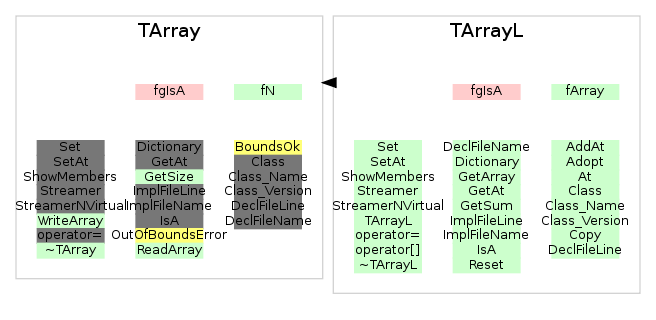 TArray
fgIsA fN
Set Dictionary BoundsOk
SetAt GetAt Class
ShowMembers GetSize Class_Name
Streamer ImplFileLine Class_Version
StreamerNVirtual ImplFileName DeclFileLine
WriteArray IsA DeclFileName
operator= OutOfBoundsError
~TArray ReadArray
TArrayL
fgIsA fArray
Set DeclFileName AddAt
SetAt Dictionary Adopt
ShowMembers GetArray At
Streamer GetAt Class
StreamerNVirtual GetSum Class_Name
TArrayL ImplFileLine Class_Version
operator= ImplFileName Copy
operator[] IsA DeclFileLine
~TArrayL Reset